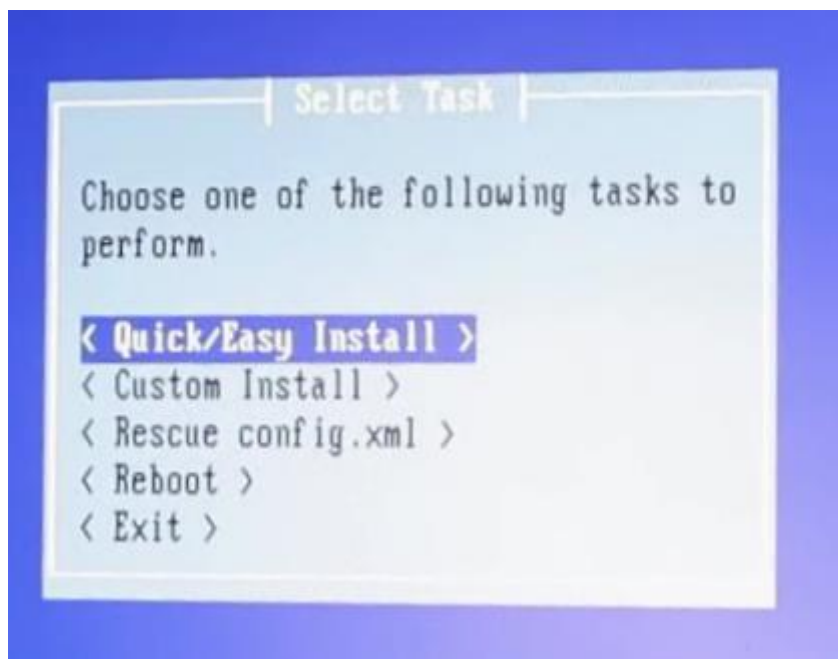 Select Task
Choose one of the following tasks to
perform.
< Quick/Easy Install >
< Custom Install >
< Rescue config.xml >
< Reboot >
< Exit >